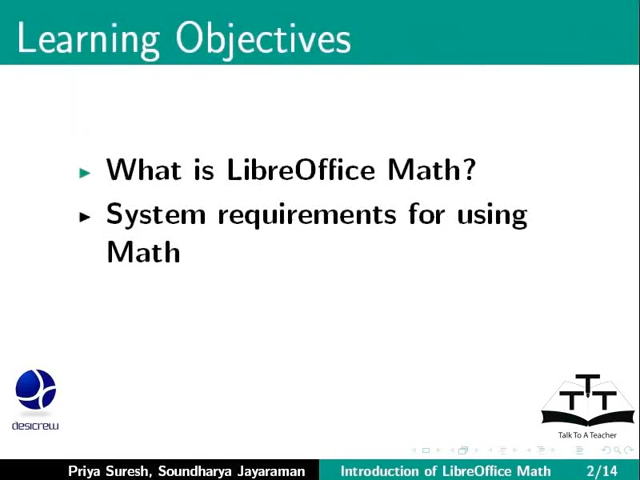 Learning Objectives
What is LibreOffice Math?
System requirements for using
Math
desicrew
TTT
Talk To A Teacher
Priya Suresh, Soundharya Jayaraman
Introduction of LibreOffice Math
2/14